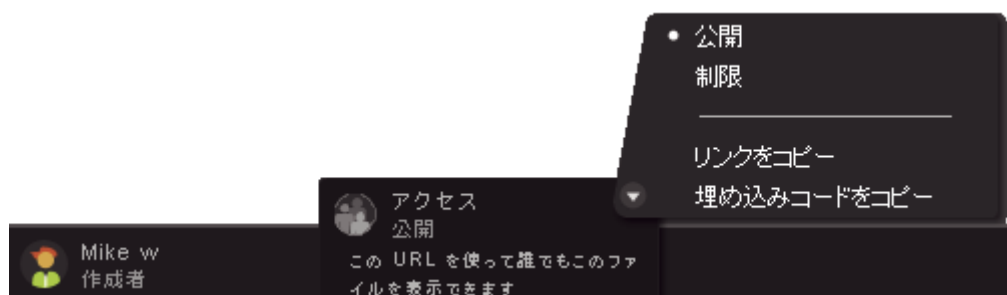 公開
制限
リンクをコピー
埋め込みコードをコピー
アクセス
公開
この URL を使って誰でもこのファ
イルを表示できます
Mike w
作成者